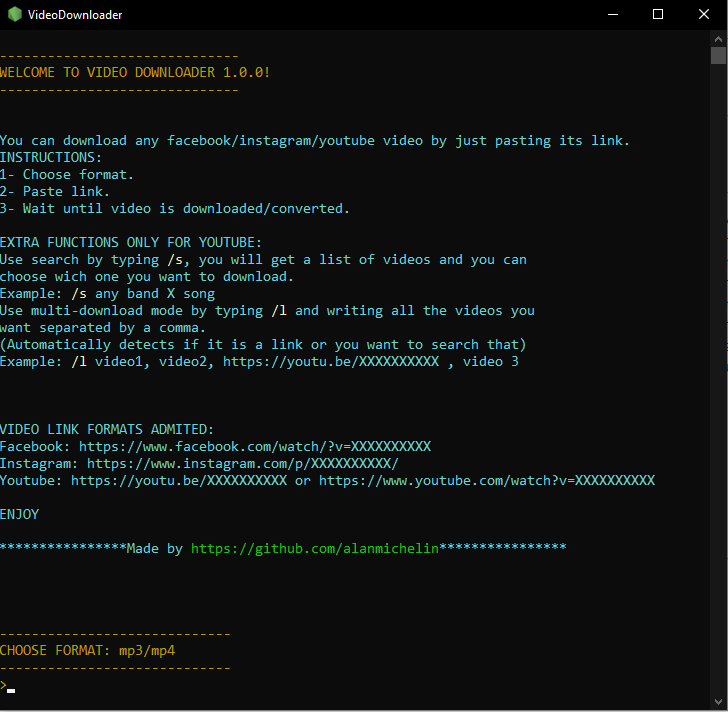 VideoDownloader
------------------------------
WELCOME TO VIDEO DOWNLOADER 1.0.0!
------------------------------
You can download any facebook/instagram/youtube video by just pasting its link.
INSTRUCTIONS:
1- Choose format.
2- Paste link.
3- Wait until video is downloaded/converted.
EXTRA FUNCTIONS ONLY FOR YOUTUBE:
Use search by typing /s, you will get a list of videos and you can
choose wich one you want to download.
Example: /s any band X song
Use multi-download mode by typing /l and writing all the videos you
want separated by a comma.
(Automatically detects if it is a link or you want to search that)
Example: /l video1, video2, https://youtu.be/XXXXXXXXXX , video 3
VIDEO LINK FORMATS ADMITED:
Facebook: https://www.facebook.com/watch/?v=XXXXXXXXXX
Instagram: https://www.instagram.com/p/XXXXXXXXXX/
Youtube: https://youtu.be/XXXXXXXXXX or https://www.youtube.com/watch?v=XXXXXXXXXX
ENJOY
****************Made by https://github.com/alanmichelin****************
-----------------------------
CHOOSE FORMAT: mp3/mp4
-----------------------------
>